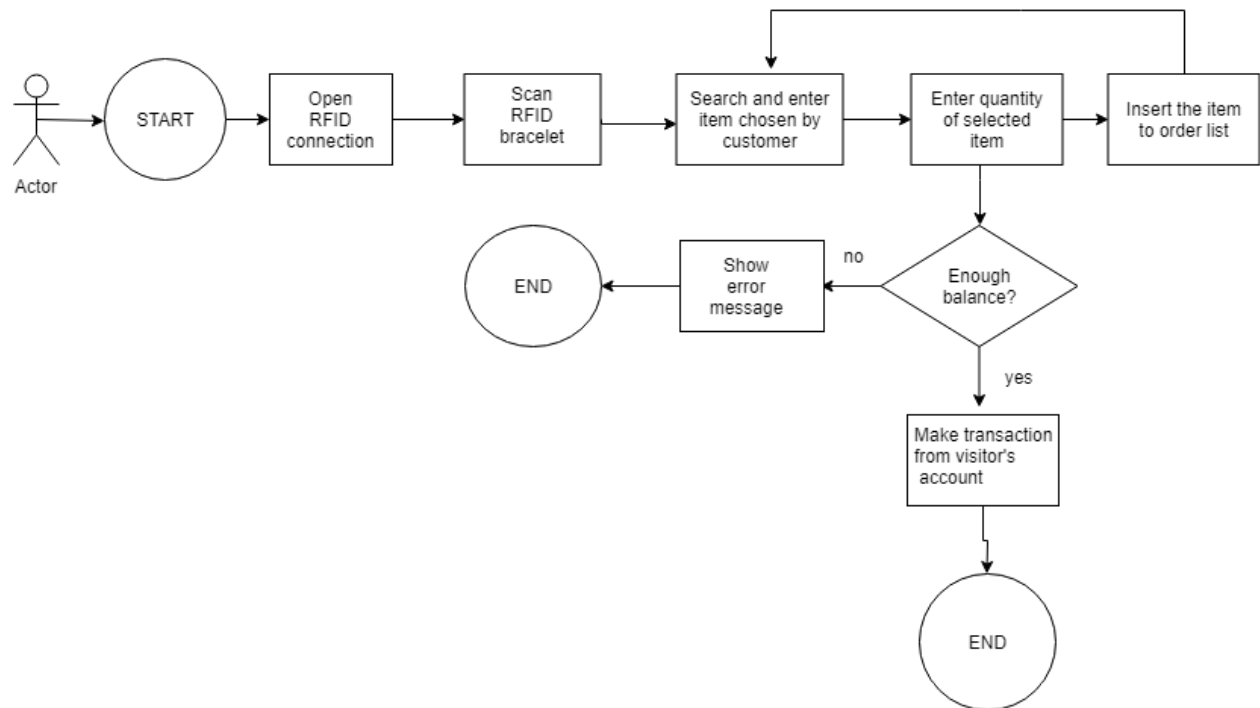 Actor
START
Open
RFID
connection
Scan
RFID
bracelet
Search and enter
item chosen by
customer
Enter quantity
of selected
item
Insert the item
to order list
Enough
balance?
no
Show
error
message
END
yes
Make transaction
from visitor's
account
END